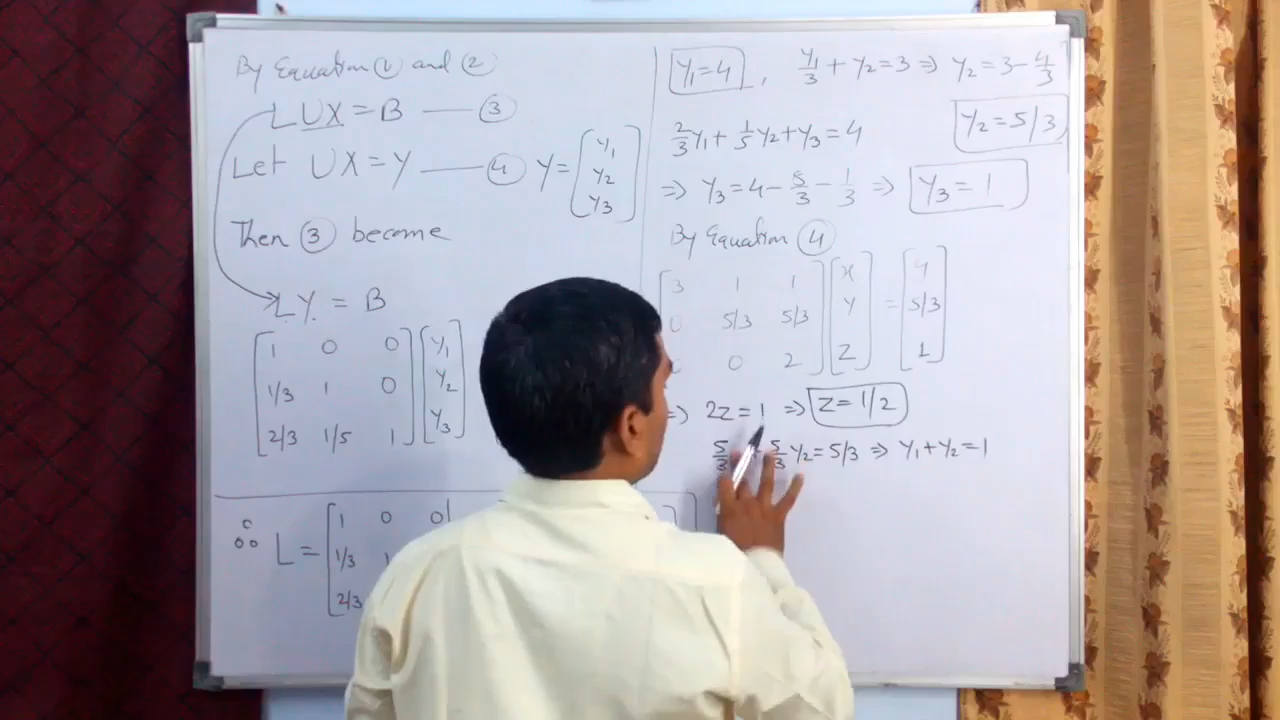 By Equation ① and ②
LUX = B —— ③
Let UX = Y —— ④ Y = [y₁
y₂
y₃]
Then ③ become
LY = B
[1 0 0] [y₁]
[1/3 1 0] [y₂]
[2/3 1/5 1] [y₃]
∴ L = [1 0 0]
1/3 1
2/3
y₁=4, y₁/3 + y₂ = 3 ⇒ y₂ = 3 - 4/3
y₂ = 5/3
2/3 y₁ + 1/5 y₂ + y₃ = 4
⇒ y₃ = 4 - 8/3 - 1/3 ⇒ y₃ = 1
By Equation ④
[3 1 1] [x] [4]
0 5/3 5/3] [y] = [5/3]
0 2] [z] [1]
⇒ 2z = 1 ⇒ z = 1/2
5/3 5/3 y₂ = 5/3 ⇒ y₁ + y₂ = 1